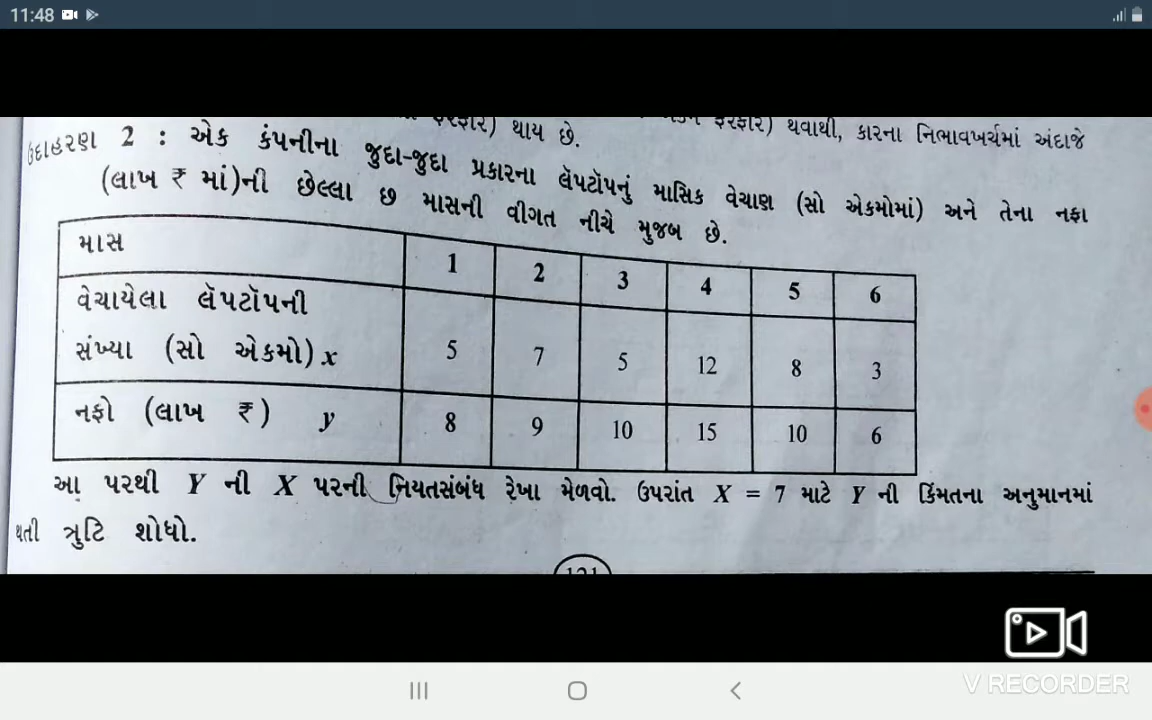 11:48
ફેરફાર) થાય છે.
ફેરફાર) થવાથી, કારના નિભાવખર્ચમાં અંદાજે
ઉદાહરણ 2 : એક કંપનીના જુદા-જુદા પ્રકારના લૅપટૉપનું માસિક વેચાણ (સો એકમોમાં) અને તેના નફા
(લાખ ₹ માં)ની છેલ્લા છ માસની વીગત નીચે મુજબ છે.
માસ 1 2 3 4 5 6
વેચાયેલા લૅપટૉપની
સંખ્યા (સો એકમો) x 5 7 5 12 8 3
નફો (લાખ ₹) y 8 9 10 15 10 6
આ પરથી Y ની X પરની નિયતસંબંધ રેખા મેળવો. ઉપરાંત X = 7 માટે Y ની કિંમતના અનુમાનમાં
થતી ત્રુટિ શોધો.
V RECORDER